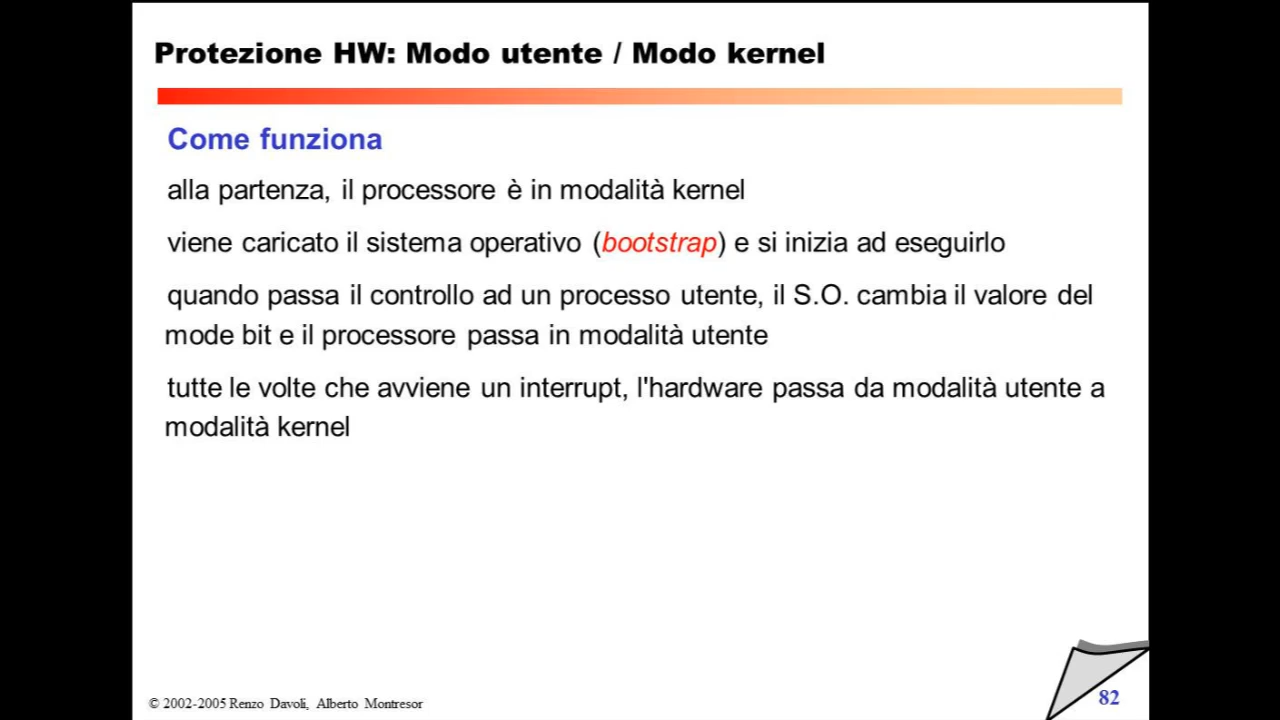 Protezione HW: Modo utente / Modo kernel
Come funziona
alla partenza, il processore è in modalità kernel
viene caricato il sistema operativo (bootstrap) e si inizia ad eseguirlo
quando passa il controllo ad un processo utente, il S.O. cambia il valore del
mode bit e il processore passa in modalità utente
tutte le volte che avviene un interrupt, l'hardware passa da modalità utente a
modalità kernel
© 2002-2005 Renzo Davoli, Alberto Montresor
82